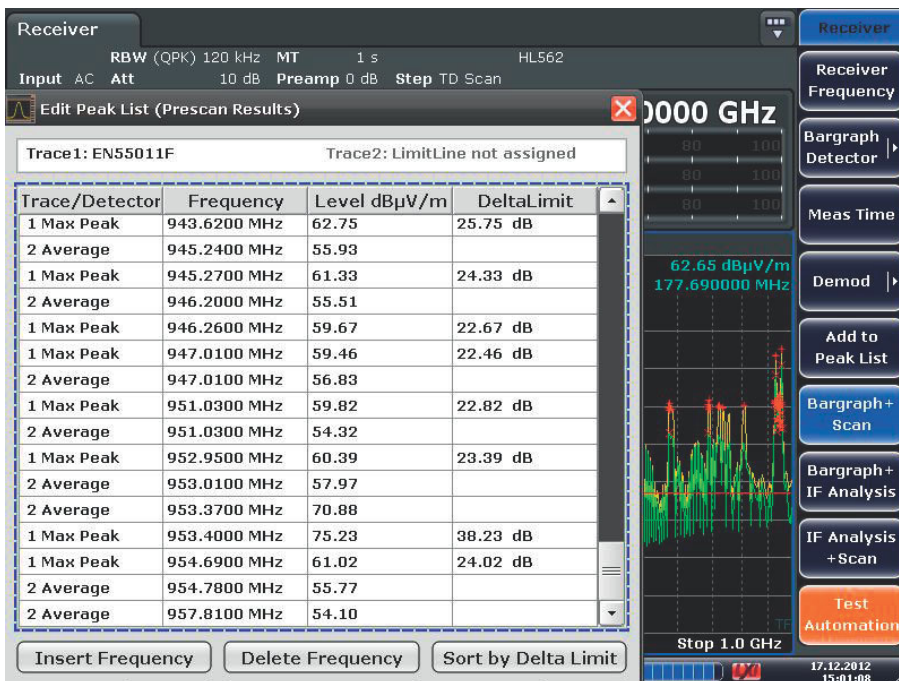 Receiver
RBW (QPK) 120 kHz MT 1 s HL562
Input AC Att 10 dB Preamp 0 dB Step TD Scan
Edit Peak List (Prescan Results)
0000 GHz
Trace1: EN55011F Trace2: LimitLine not assigned
80 100
80 100
80 100
Trace/Detector Frequency Level dBµV/m DeltaLimit
1 Max Peak 943.6200 MHz 62.75 25.75 dB
2 Average 945.2400 MHz 55.93
1 Max Peak 945.2700 MHz 61.33 24.33 dB
2 Average 946.2000 MHz 55.51
1 Max Peak 946.2600 MHz 59.67 22.67 dB
1 Max Peak 947.0100 MHz 59.46 22.46 dB
2 Average 947.0100 MHz 56.83
1 Max Peak 951.0300 MHz 59.82 22.82 dB
2 Average 951.0300 MHz 54.32
1 Max Peak 952.9500 MHz 60.39 23.39 dB
2 Average 953.0100 MHz 57.97
2 Average 953.3700 MHz 70.88
1 Max Peak 953.4000 MHz 75.23 38.23 dB
1 Max Peak 954.6900 MHz 61.02 24.02 dB
2 Average 954.7800 MHz 55.77
2 Average 957.8100 MHz 54.10
Insert Frequency Delete Frequency Sort by Delta Limit
62.65 dBµV/m
177.690000 MHz
TF
Stop 1.0 GHz
Receiver
Receiver
Frequency
Bargraph
Detector
Meas Time
Demod
Add to
Peak List
Bargraph+
Scan
Bargraph+
IF Analysis
IF Analysis
+Scan
Test
Automation
17.12.2012
15:01:08